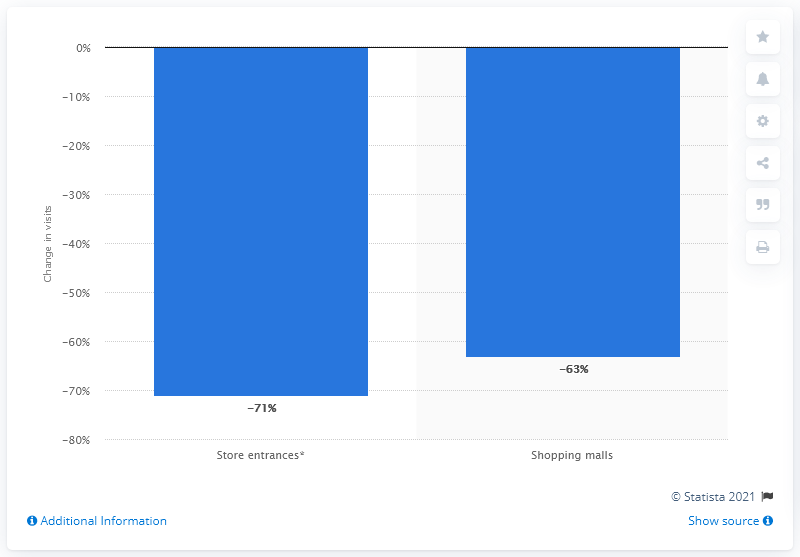 0%
−10%
−20%
−30%
−40%
−50%
−60%
−70%
−80%
Change in visits
−71%
−63%
Store entrances*
Shopping malls
© Statista 2021
Additional Information
Show source